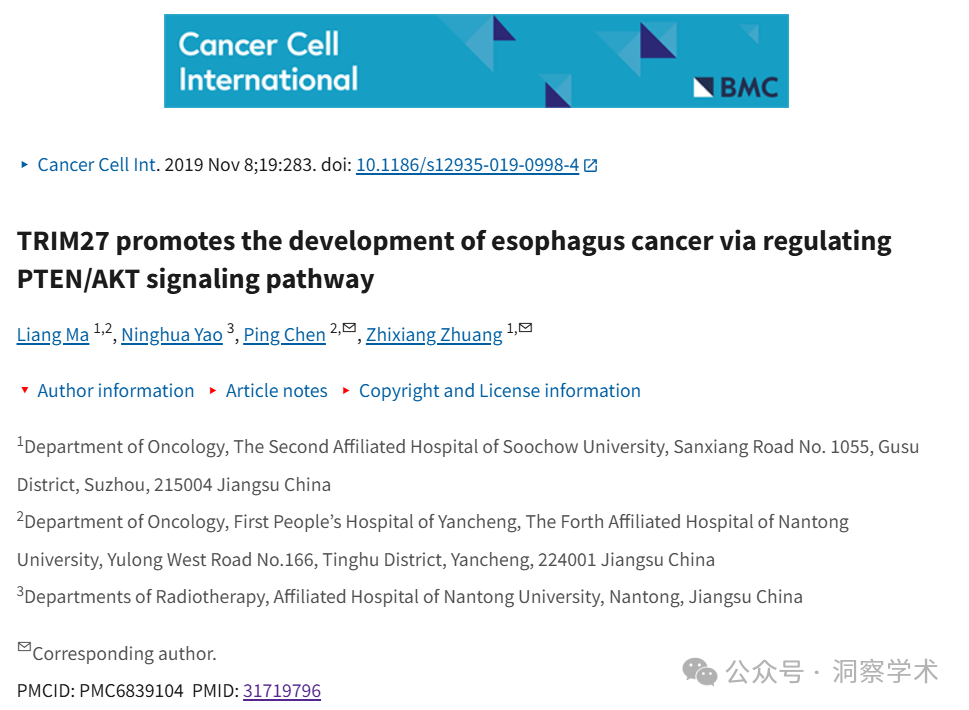 Cancer Cell
International
BMC
Cancer Cell Int. 2019 Nov 8;19:283. doi: 10.1186/s12935-019-0998-4
TRIM27 promotes the development of esophagus cancer via regulating
PTEN/AKT signaling pathway
Liang Ma 1,2, Ninghua Yao 3, Ping Chen 2,✉, Zhixiang Zhuang 1,✉
Author information Article notes Copyright and License information
1Department of Oncology, The Second Affiliated Hospital of Soochow University, Sanxiang Road No. 1055, Gusu
District, Suzhou, 215004 Jiangsu China
2Department of Oncology, First People’s Hospital of Yancheng, The Forth Affiliated Hospital of Nantong
University, Yulong West Road No.166, Tinghu District, Yancheng, 224001 Jiangsu China
3Departments of Radiotherapy, Affiliated Hospital of Nantong University, Nantong, Jiangsu China
✉Corresponding author.
PMCID: PMC6839104 PMID: 31719796
公众号 · 洞察学术